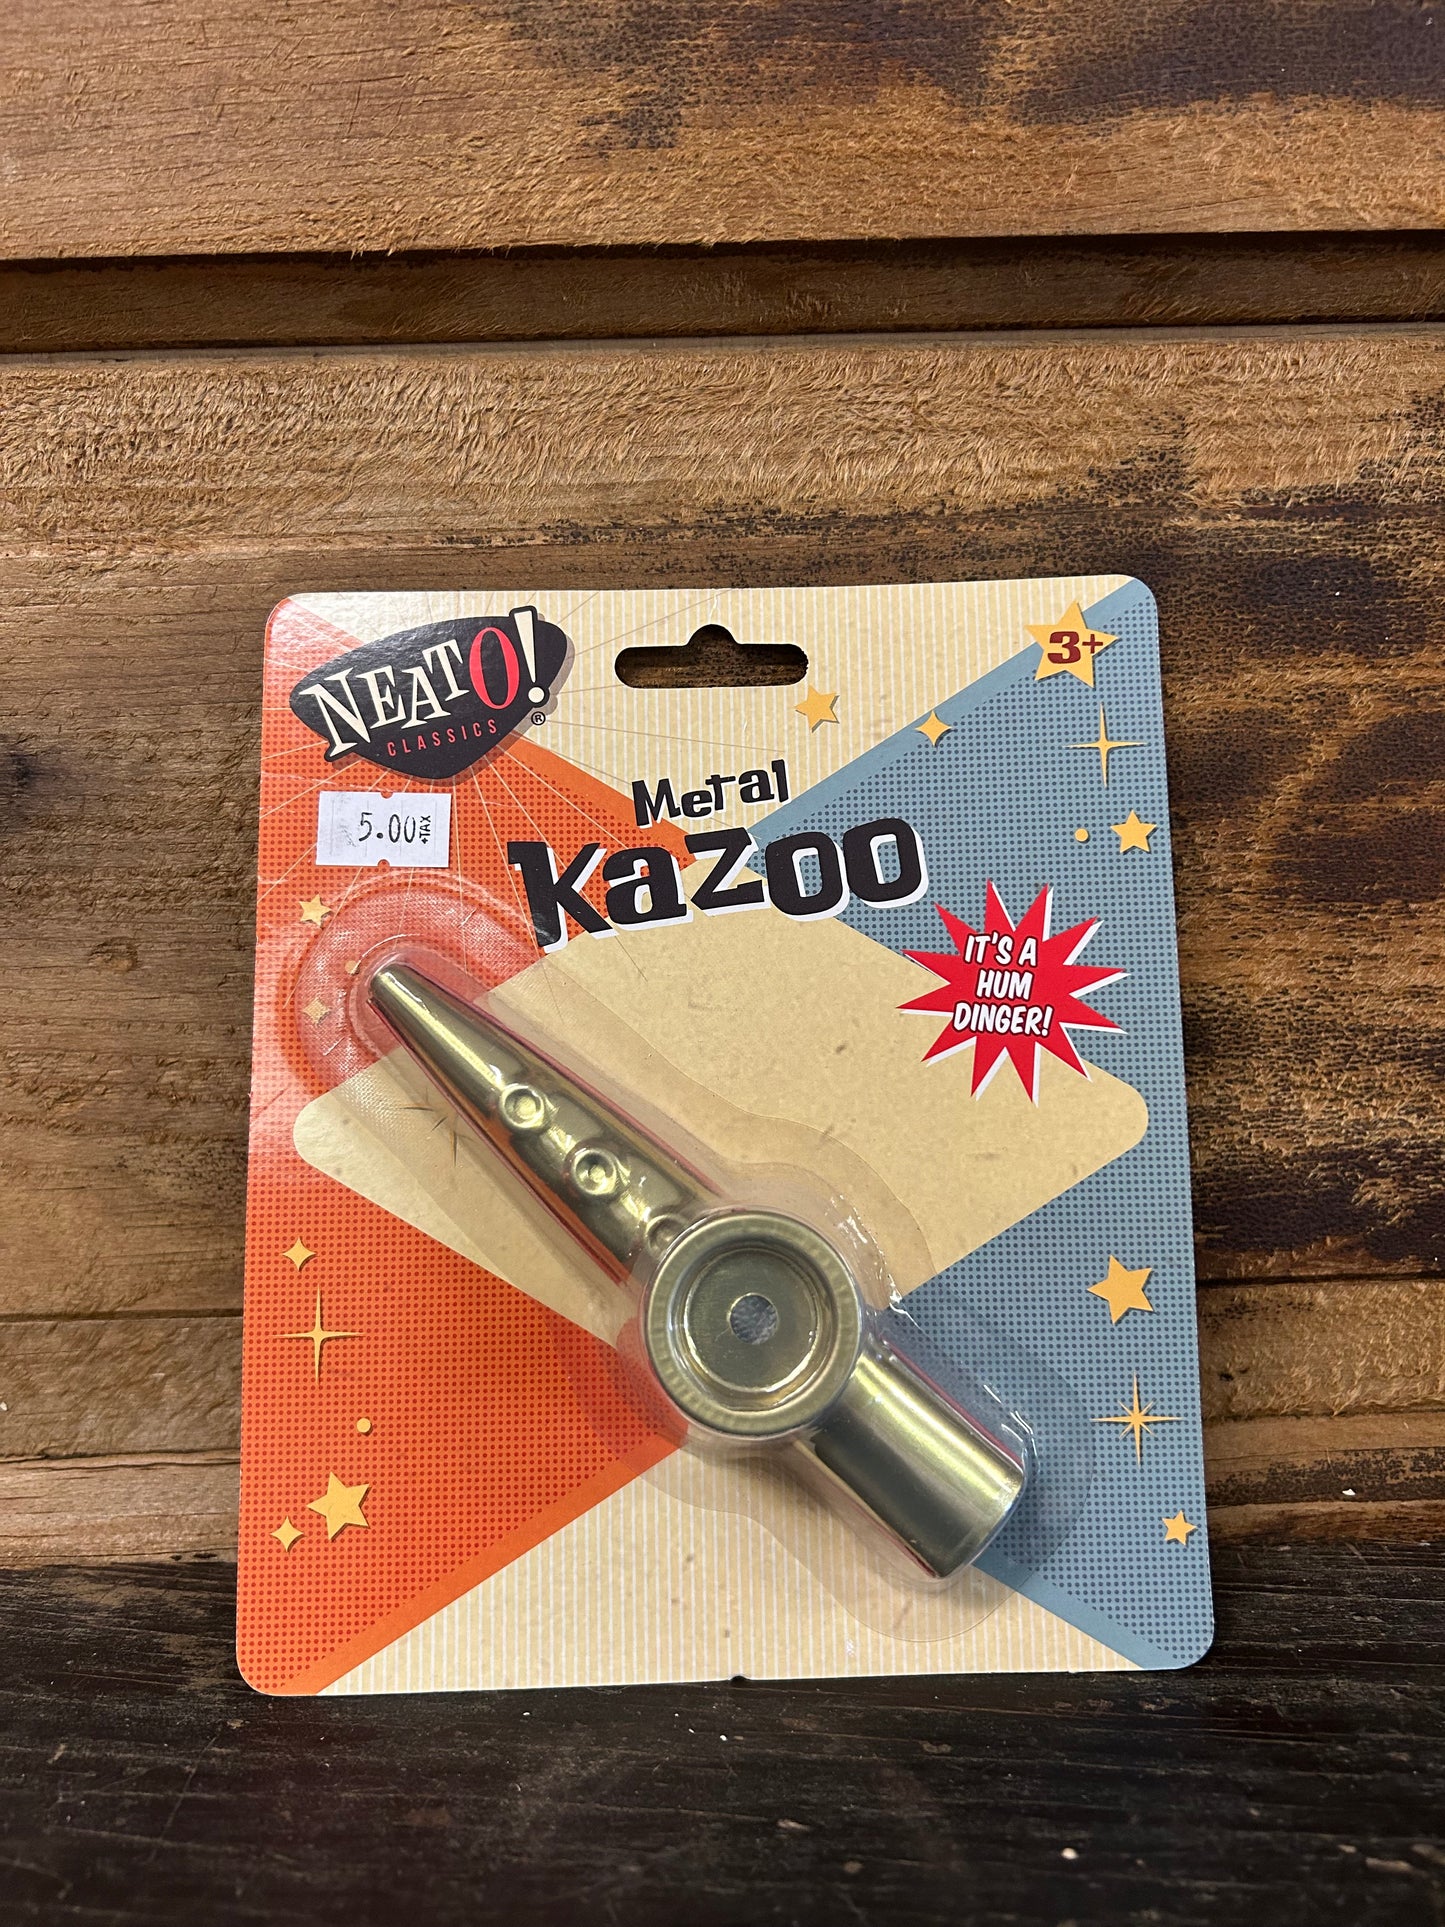 NEATO!
CLASSICS ®
3+
Metal
Kazoo
5.00 +TAX
IT'S A
HUM
DINGER!